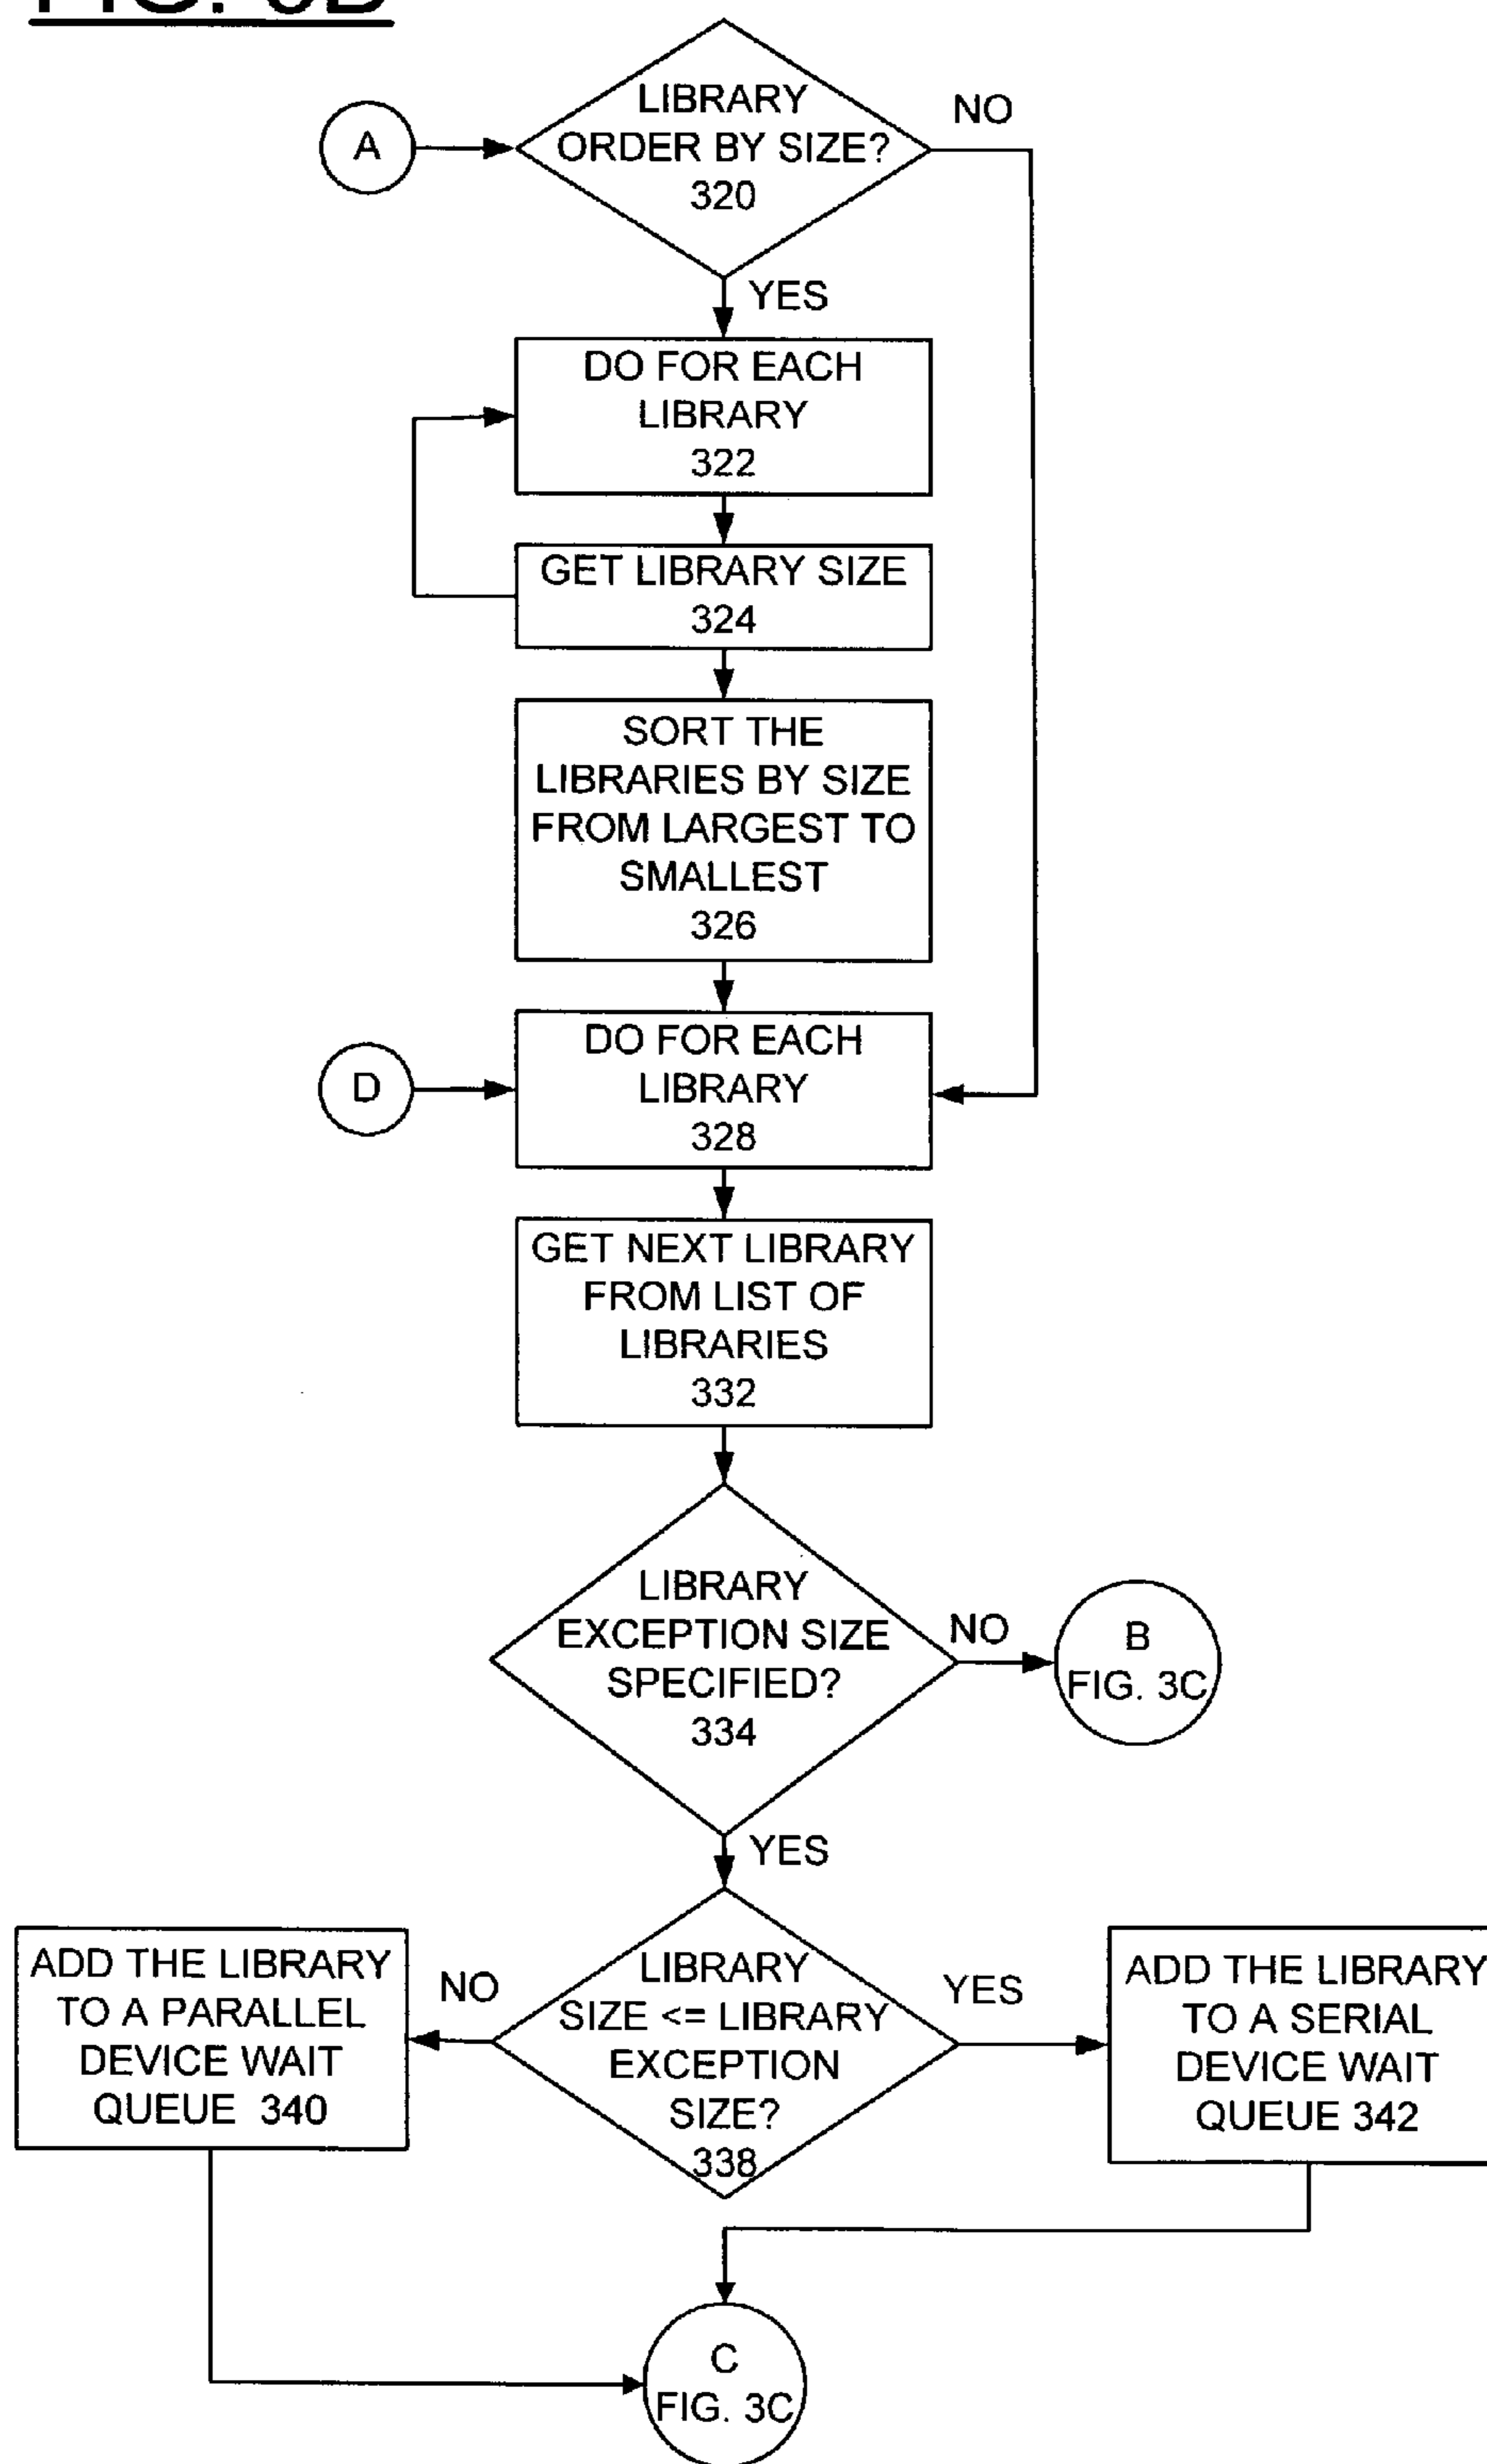 FIG. 3B
LIBRARY
ORDER BY SIZE?
320
NO
A
YES
DO FOR EACH
LIBRARY
322
GET LIBRARY SIZE
324
SORT THE
LIBRARIES BY SIZE
FROM LARGEST TO
SMALLEST
326
DO FOR EACH
LIBRARY
328
D
GET NEXT LIBRARY
FROM LIST OF
LIBRARIES
332
LIBRARY
EXCEPTION SIZE
SPECIFIED?
334
NO
B
FIG. 3C
YES
ADD THE LIBRARY
TO A PARALLEL
DEVICE WAIT
QUEUE 340
NO
LIBRARY
SIZE <= LIBRARY
EXCEPTION
SIZE?
338
YES
ADD THE LIBRARY
TO A SERIAL
DEVICE WAIT
QUEUE 342
C
FIG. 3C